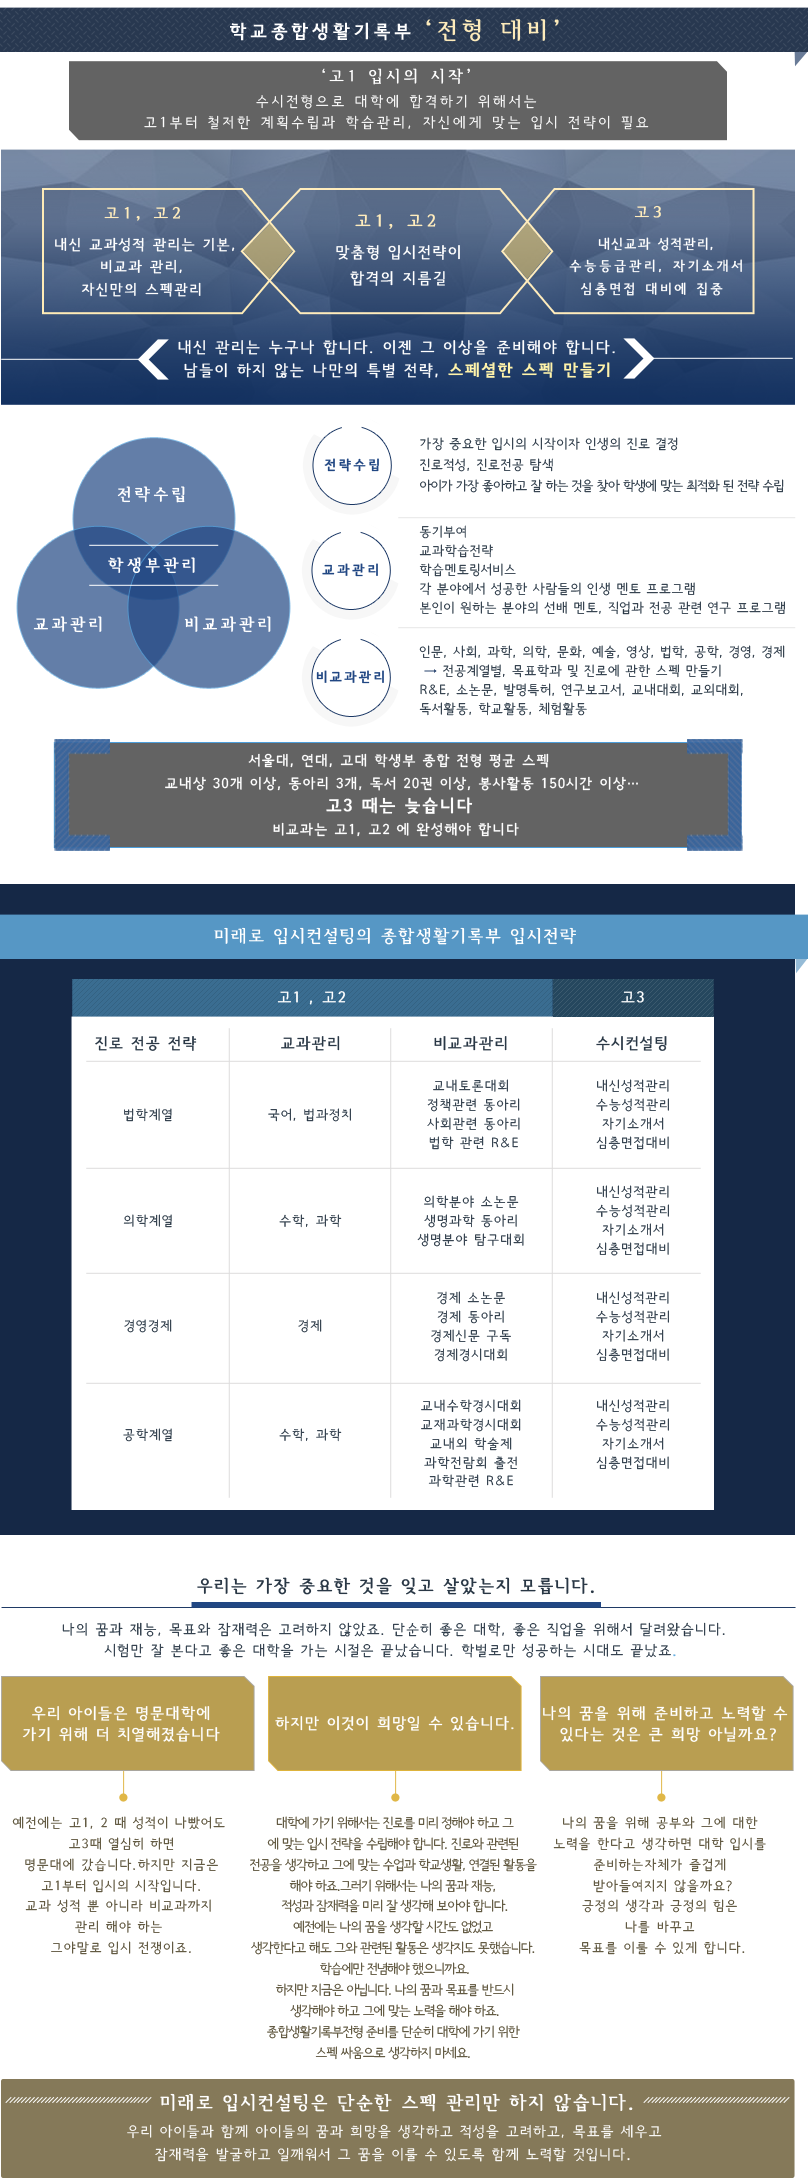 학교종합생활기록부 ‘전형 대비’
‘고1 입시의 시작’
수시전형으로 대학에 합격하기 위해서는
고1부터 철저한 계획수립과 학습관리, 자신에게 맞는 입시 전략이 필요
고1, 고2
내신 교과성적 관리는 기본,
비교과 관리,
자신만의 스펙관리
고1, 고2
맞춤형 입시전략이
합격의 지름길
고3
내신교과 성적관리,
수능등급관리, 자기소개서
심층면접 대비에 집중
내신 관리는 누구나 합니다. 이젠 그 이상을 준비해야 합니다.
남들이 하지 않는 나만의 특별 전략, 스페셜한 스펙 만들기
전략수립
학생부관리
교과관리
비교과관리
전략수립
가장 중요한 입시의 시작이자 인생의 진로 결정
진로적성, 진로전공 탐색
아이가 가장 좋아하고 잘 하는 것을 찾아 학생에 맞는 최적화 된 전략 수립
교과관리
동기부여
교과학습전략
학습멘토링서비스
각 분야에서 성공한 사람들의 인생 멘토 프로그램
본인이 원하는 분야의 선배 멘토, 직업과 전공 관련 연구 프로그램
비교과관리
인문, 사회, 과학, 의학, 문화, 예술, 영상, 법학, 공학, 경영, 경제
→ 전공계열별, 목표학과 및 진로에 관한 스펙 만들기
R&E, 소논문, 발명특허, 연구보고서, 교내대회, 교외대회,
독서활동, 학교활동, 체험활동
서울대, 연대, 고대 학생부 종합 전형 평균 스펙
교내상 30개 이상, 동아리 3개, 독서 20권 이상, 봉사활동 150시간 이상…
고3 때는 늦습니다
비교과는 고1, 고2 에 완성해야 합니다
미래로 입시컨설팅의 종합생활기록부 입시전략
고1 , 고2
고3
진로 전공 전략
교과관리
비교과관리
수시컨설팅
법학계열
국어, 법과정치
교내토론대회
정책관련 동아리
사회관련 동아리
법학 관련 R&E
내신성적관리
수능성적관리
자기소개서
심층면접대비
의학계열
수학, 과학
의학분야 소논문
생명과학 동아리
생명분야 탐구대회
내신성적관리
수능성적관리
자기소개서
심층면접대비
경영경제
경제
경제 소논문
경제 동아리
경제신문 구독
경제경시대회
내신성적관리
수능성적관리
자기소개서
심층면접대비
공학계열
수학, 과학
교내수학경시대회
교재과학경시대회
교내외 학술제
과학전람회 출전
과학관련 R&E
내신성적관리
수능성적관리
자기소개서
심층면접대비
우리는 가장 중요한 것을 잊고 살았는지 모릅니다.
나의 꿈과 재능, 목표와 잠재력은 고려하지 않았죠. 단순히 좋은 대학, 좋은 직업을 위해서 달려왔습니다.
시험만 잘 본다고 좋은 대학을 가는 시절은 끝났습니다. 학벌로만 성공하는 시대도 끝났죠.
우리 아이들은 명문대학에
가기 위해 더 치열해졌습니다
예전에는 고1, 2 때 성적이 나빴어도
고3때 열심히 하면
명문대에 갔습니다.하지만 지금은
고1부터 입시의 시작입니다.
교과 성적 뿐 아니라 비교과까지
관리 해야 하는
그야말로 입시 전쟁이죠.
하지만 이것이 희망일 수 있습니다.
대학에 가기 위해서는 진로를 미리 정해야 하고 그
에 맞는 입시 전략을 수립해야 합니다. 진로와 관련된
전공을 생각하고 그에 맞는 수업과 학교생활, 연결된 활동을
해야 하죠.그러기 위해서는 나의 꿈과 재능,
적성과 잠재력을 미리 잘 생각해 보아야 합니다.
예전에는 나의 꿈을 생각할 시간도 없었고
생각한다고 해도 그와 관련된 활동은 생각지도 못했습니다.
학습에만 전념해야 했으니까요.
하지만 지금은 아닙니다. 나의 꿈과 목표를 반드시
생각해야 하고 그에 맞는 노력을 해야 하죠.
종합생활기록부전형 준비를 단순히 대학에 가기 위한
스펙 싸움으로 생각하지 마세요.
나의 꿈을 위해 준비하고 노력할 수
있다는 것은 큰 희망 아닐까요?
나의 꿈을 위해 공부와 그에 대한
노력을 한다고 생각하면 대학 입시를
준비하는자체가 즐겁게
받아들여지지 않을까요?
긍정의 생각과 긍정의 힘은
나를 바꾸고
목표를 이룰 수 있게 합니다.
미래로 입시컨설팅은 단순한 스펙 관리만 하지 않습니다.
우리 아이들과 함께 아이들의 꿈과 희망을 생각하고 적성을 고려하고, 목표를 세우고
잠재력을 발굴하고 일깨워서 그 꿈을 이룰 수 있도록 함께 노력할 것입니다.